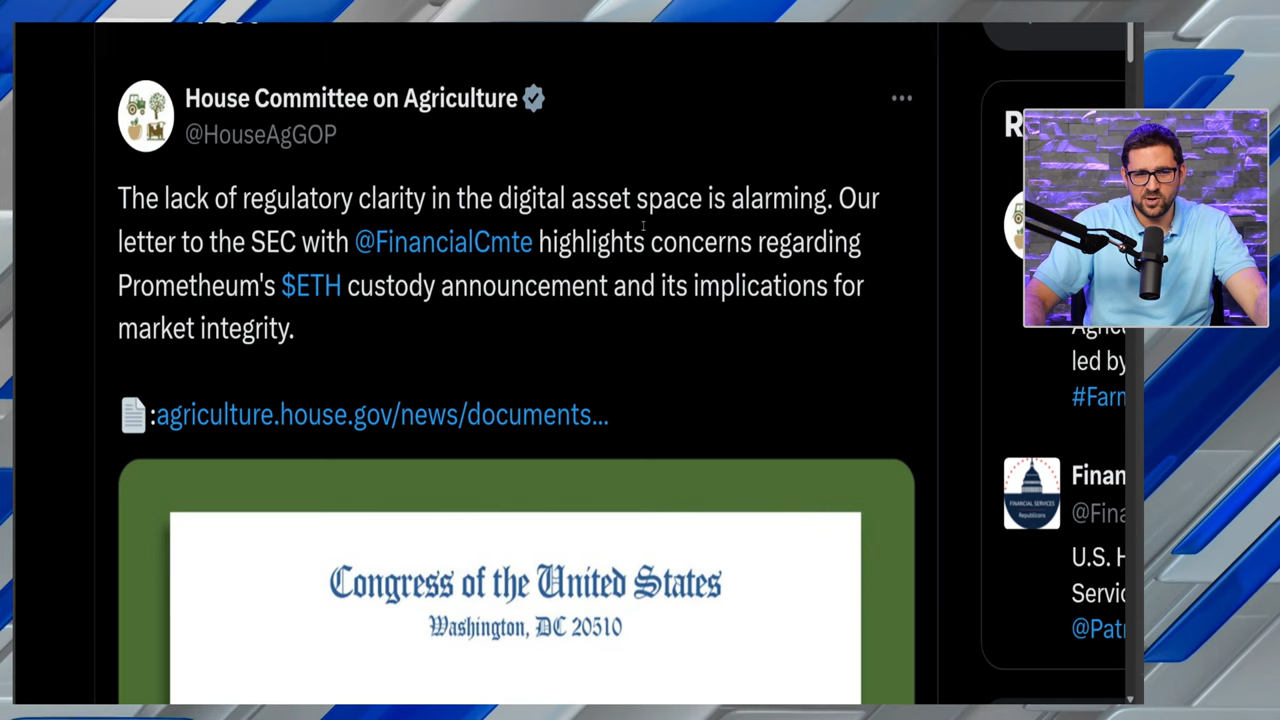 House Committee on Agriculture
@HouseAgGOP
The lack of regulatory clarity in the digital asset space is alarming. Our
letter to the SEC with @FinancialCmte highlights concerns regarding
Prometheum's $ETH custody announcement and its implications for
market integrity.
:agriculture.house.gov/news/documents...
Congress of the United States
Washington, DC 20510
R
led by
#Farm
Finan
@Fina
U.S. H
Servic
@Patr
FINANCIAL SERVICES
Republicans